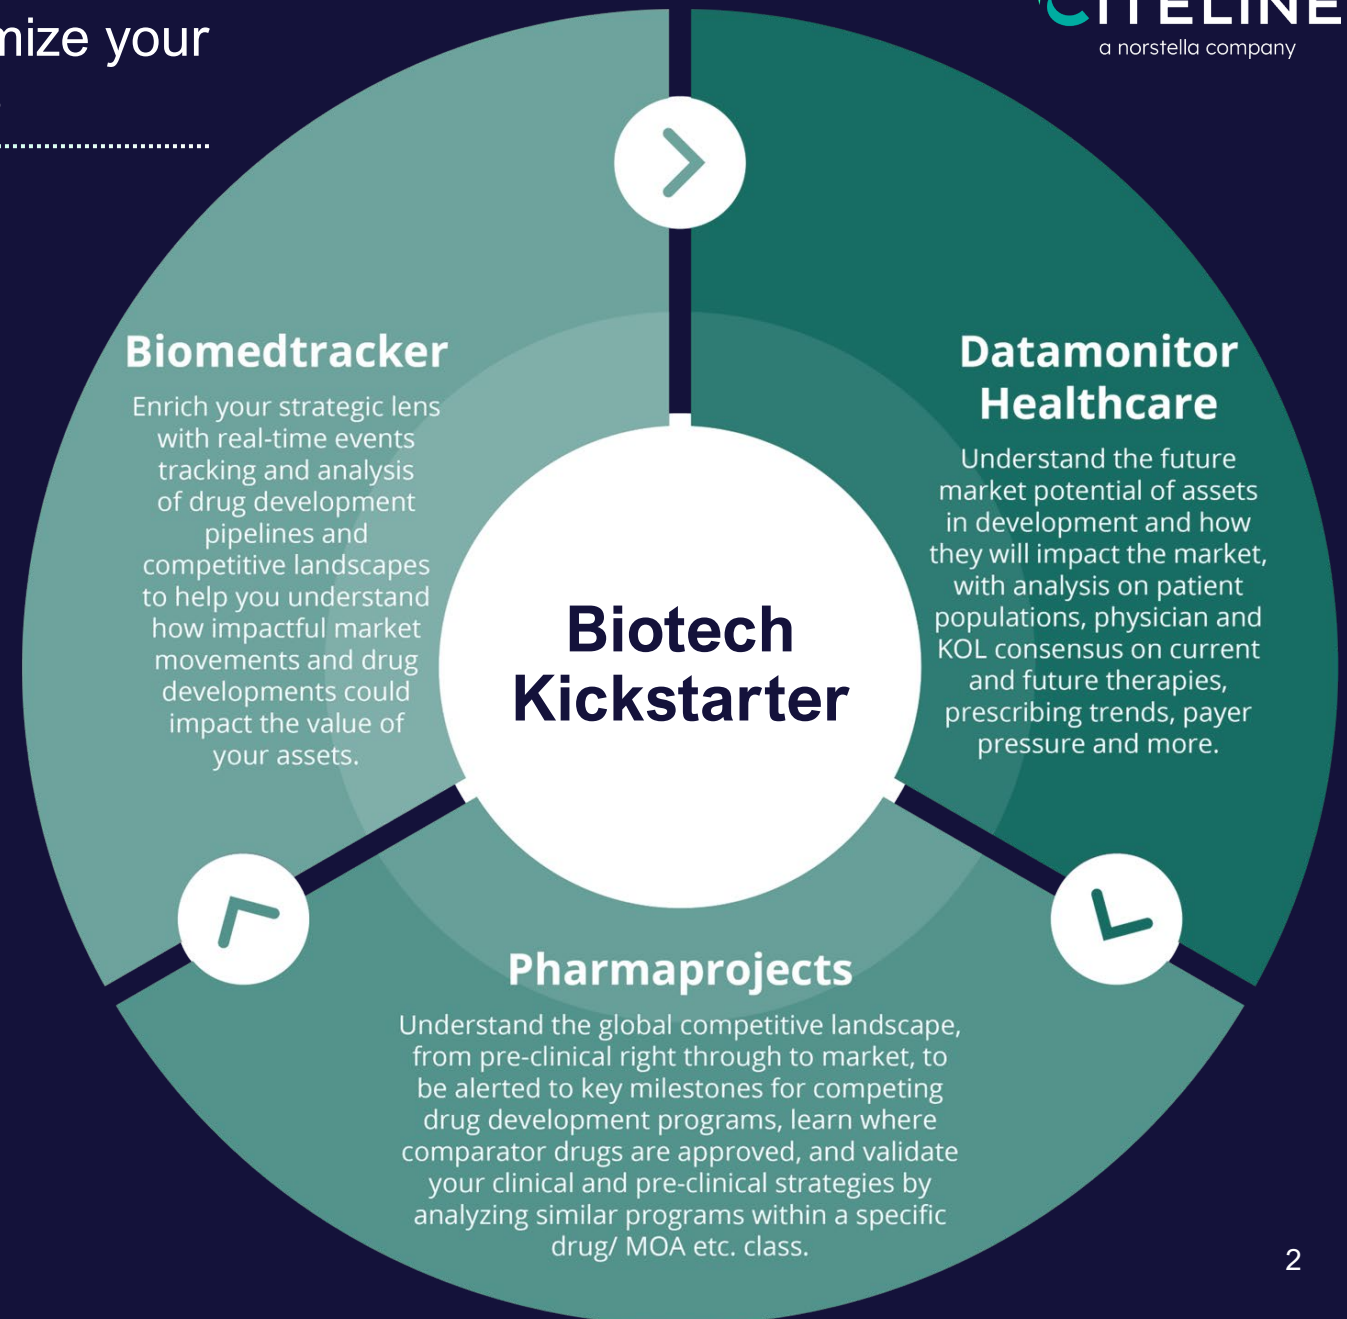 your
CITELINE
a norstella company
Biomedtracker
Enrich your strategic lens
with real-time events
tracking and analysis
of drug development
pipelines and
competitive landscapes
to help you understand
how impactful market
movements and drug
developments could
impact the value of
your assets.
Datamonitor
Healthcare
Understand the future
market potential of assets
in development and how
they will impact the market,
with analysis on patient
populations, physician and
KOL consensus on current
and future therapies,
prescribing trends, payer
pressure and more.
Biotech
Kickstarter
Pharmaprojects
Understand the global competitive landscape,
from pre-clinical right through to market, to
be alerted to key milestones for competing
drug development programs, learn where
comparator drugs are approved, and validate
your clinical and pre-clinical strategies by
analyzing similar programs within a specific
drug/ MOA etc. class.
2